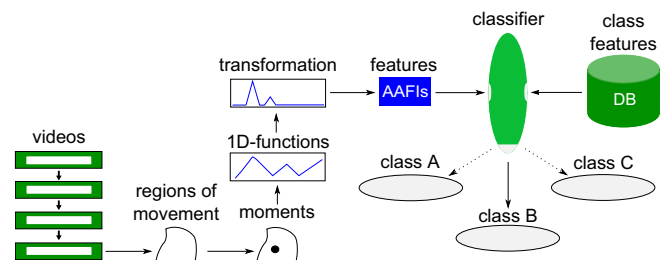 classifier
class
features
transformation
features
AAFIs
DB
videos
1D-functions
regions of
movement
moments
class A
class C
class B